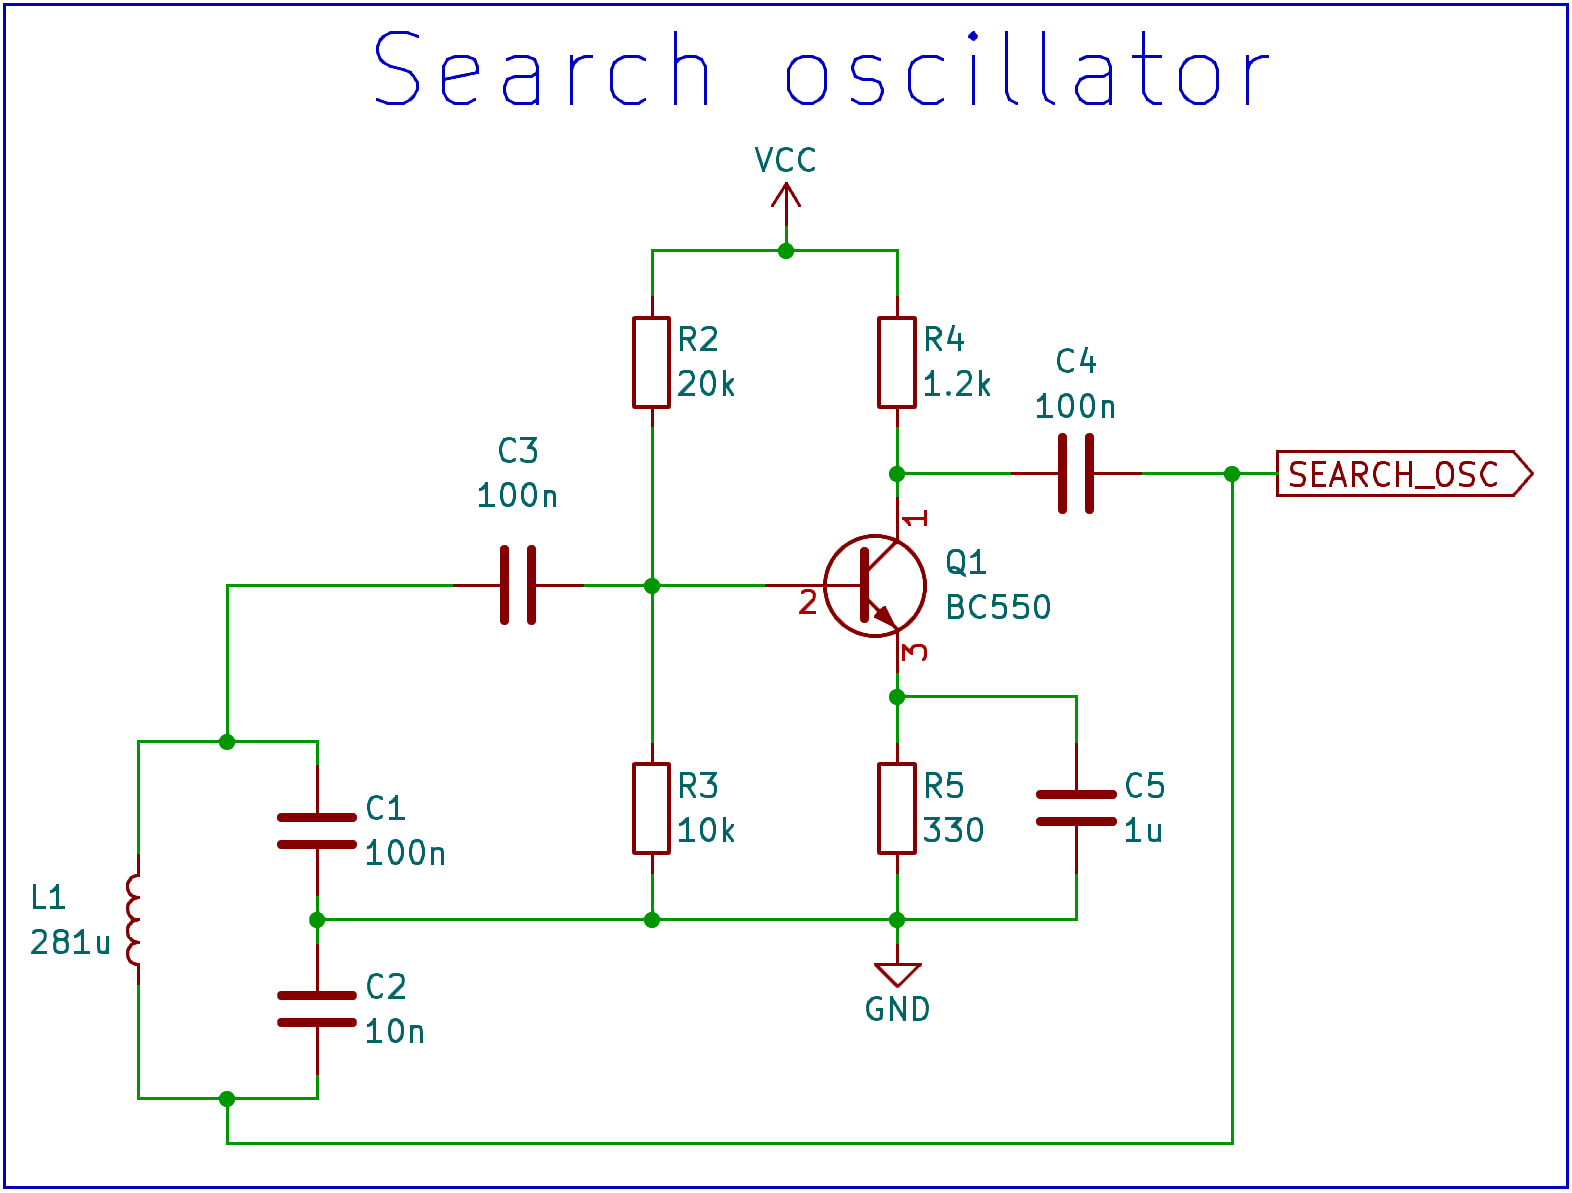 Search oscillator
VCC
R2
20k
R4
1.2k
C4
100n
C3
100n
SEARCH_OSC
1
Q1
BC550
2
3
C1
100n
R3
10k
R5
330
C5
1u
L1
281u
C2
10n
GND